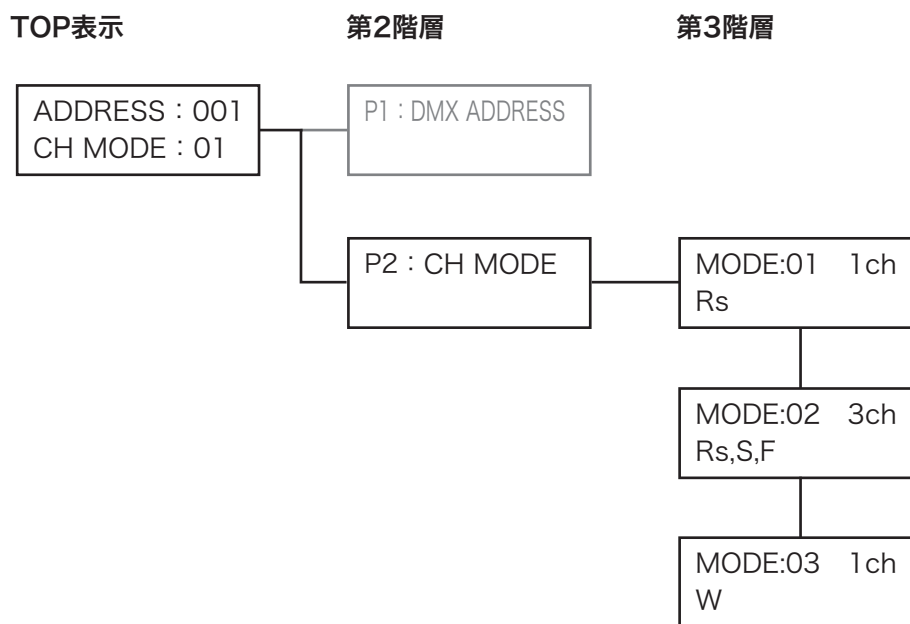 TOP表示 第2階層 第3階層
ADDRESS：001
CH MODE：01
P1：DMX ADDRESS
P2：CH MODE
MODE:01 1ch
Rs
MODE:02 3ch
Rs,S,F
MODE:03 1ch
W